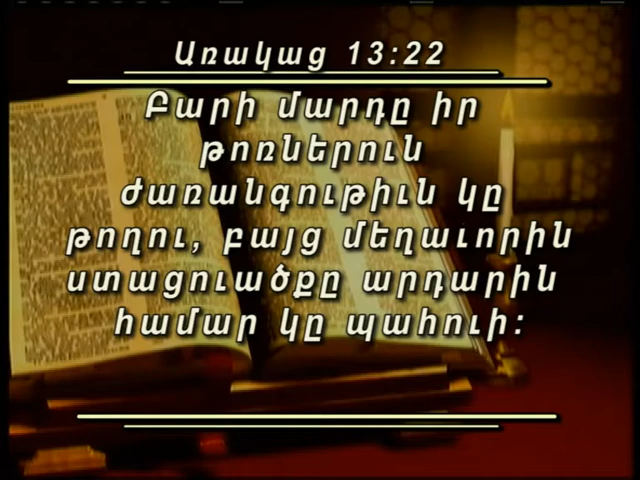 Առակաց 13:22
Բարի մարդը իր
թոռներուն
ժառանգութիւն կը
թողու, բայց մեղաւորին
ստացուածքը արդարին
համար կը պահուի: